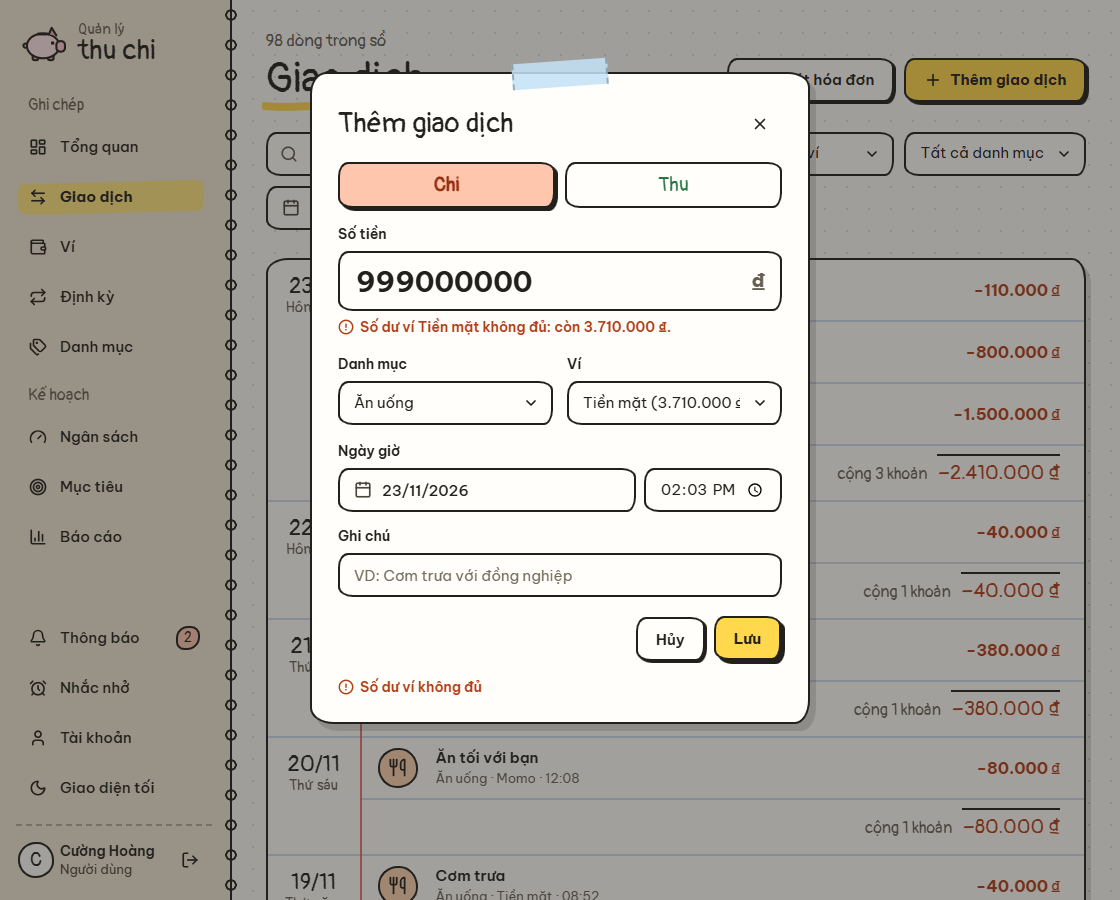 Quản lý
thu chi
Ghi chép
Tổng quan
Giao dịch
Ví
Định kỳ
Danh mục
Kế hoạch
Ngân sách
Mục tiêu
Báo cáo
Thông báo
2
Nhắc nhở
Tài khoản
Giao diện tối
C
Cường Hoàng
Người dùng
98 dòng trong sổ
Giao dịch
hóa đơn
Thêm giao dịch
ví
Tất cả danh mục
Thêm giao dịch
Chi
Thu
Số tiền
999000000
đ
Số dư ví Tiền mặt không đủ: còn 3.710.000 ₫.
Danh mục
Ví
Ăn uống
Tiền mặt (3.710.000
Ngày giờ
23/11/2026
02:03 PM
Ghi chú
VD: Cơm trưa với đồng nghiệp
Hủy
Lưu
Số dư ví không đủ
23
-110.000 ₫
-800.000 ₫
-1.500.000 ₫
cộng 3 khoản
−2.410.000 ₫
22
-40.000 ₫
cộng 1 khoản
−40.000 ₫
21
-380.000 ₫
cộng 1 khoản
−380.000 ₫
20/11
Thứ sáu
Ăn tối với bạn
Ăn uống · Momo · 12:08
-80.000 ₫
cộng 1 khoản
−80.000 ₫
19/11
Cơm trưa
Ăn uống · Tiền mặt · 08:52
-40.000 ₫